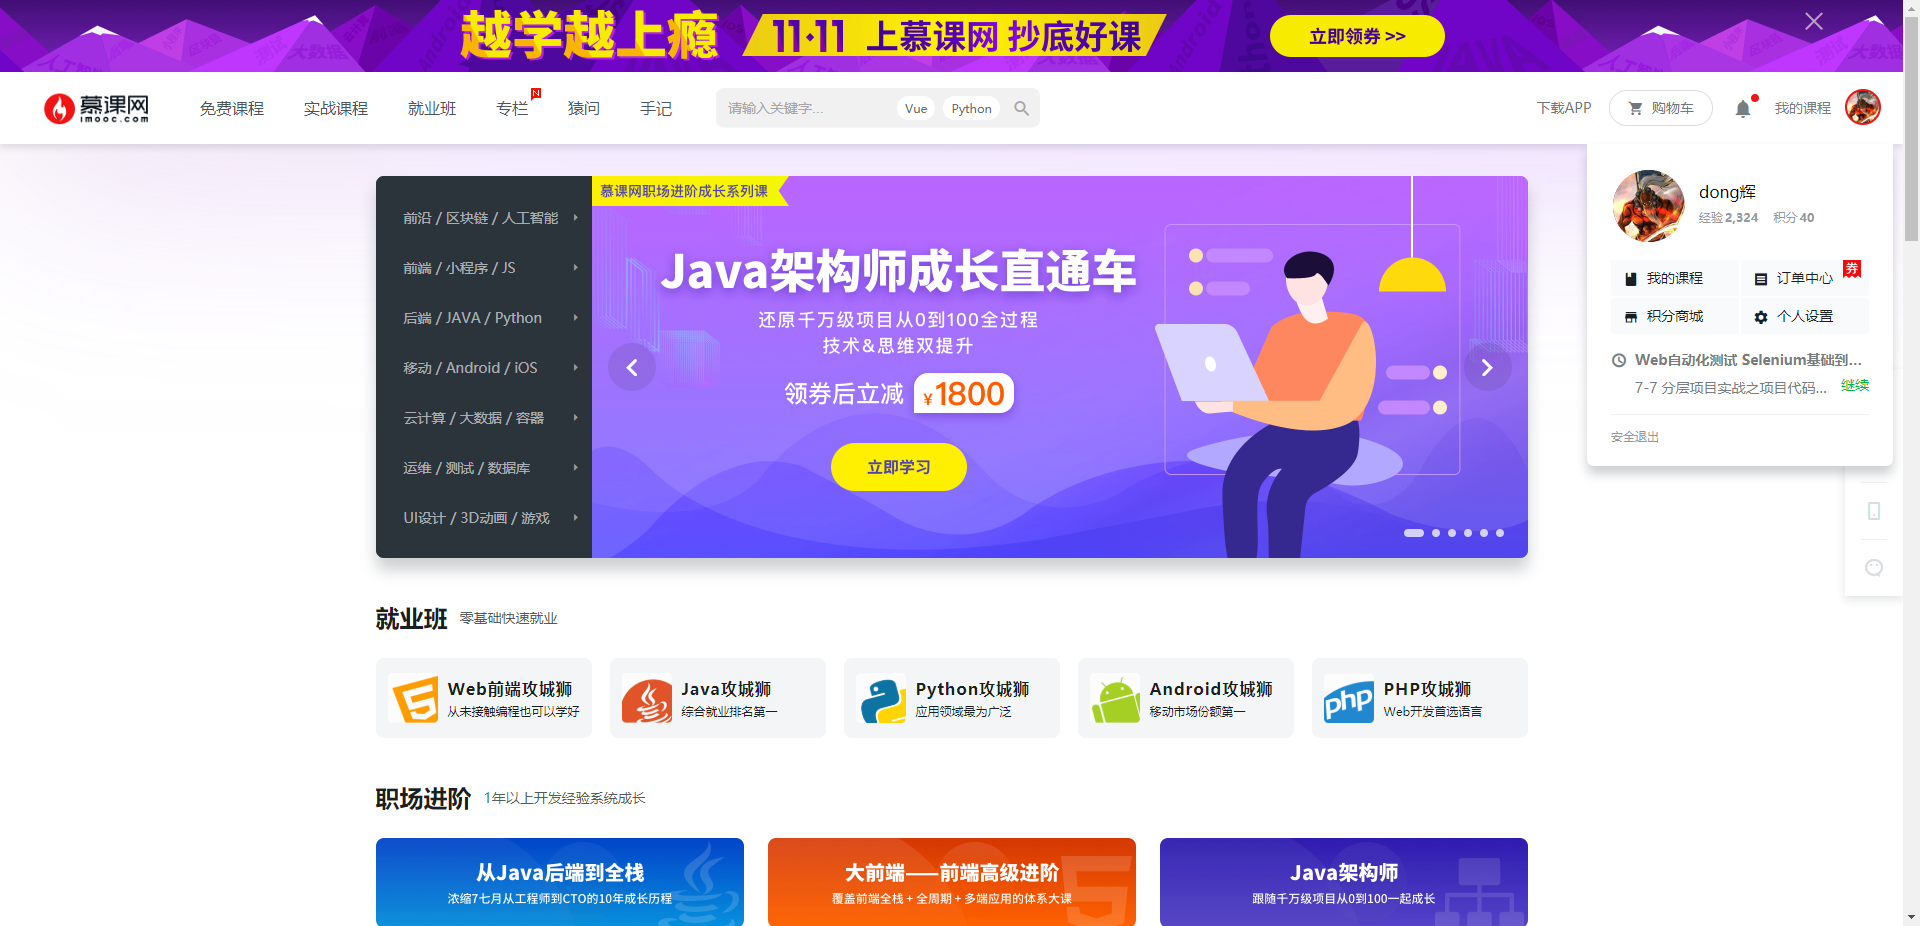 越学越上瘾
11·11 上慕课网 抄底好课
立即领券 >>
慕课网
imooc.com
免费课程
实战课程
就业班
专栏
N
猿问
手记
请输入关键字...
Vue
Python
下载APP
购物车
我的课程
dong辉
经验2,324 积分40
我的课程
订单中心
券
积分商城
个人设置
Web自动化测试 Selenium基础到...
7-7 分层项目实战之项目代码...
继续
安全退出
前沿 / 区块链 / 人工智能
前端 / 小程序 / JS
后端 / JAVA / Python
移动 / Android / iOS
云计算 / 大数据 / 容器
运维 / 测试 / 数据库
UI设计 / 3D动画 / 游戏
慕课网职场进阶成长系列课
Java架构师成长直通车
还原千万级项目从0到100全过程
技术&思维双提升
领券后立减 ¥1800
立即学习
就业班 零基础快速就业
Web前端攻城狮
从未接触编程也可以学好
Java攻城狮
综合就业排名第一
Python攻城狮
应用领域最为广泛
Android攻城狮
移动市场份额第一
php
PHP攻城狮
Web开发首选语言
职场进阶 1年以上开发经验系统成长
从Java后端到全栈
浓缩7七月从工程师到CTO的10年成长历程
大前端——前端高级进阶
覆盖前端全栈 + 全周期 + 多端应用的体系大课
Java架构师
跟随千万级项目从0到100一起成长